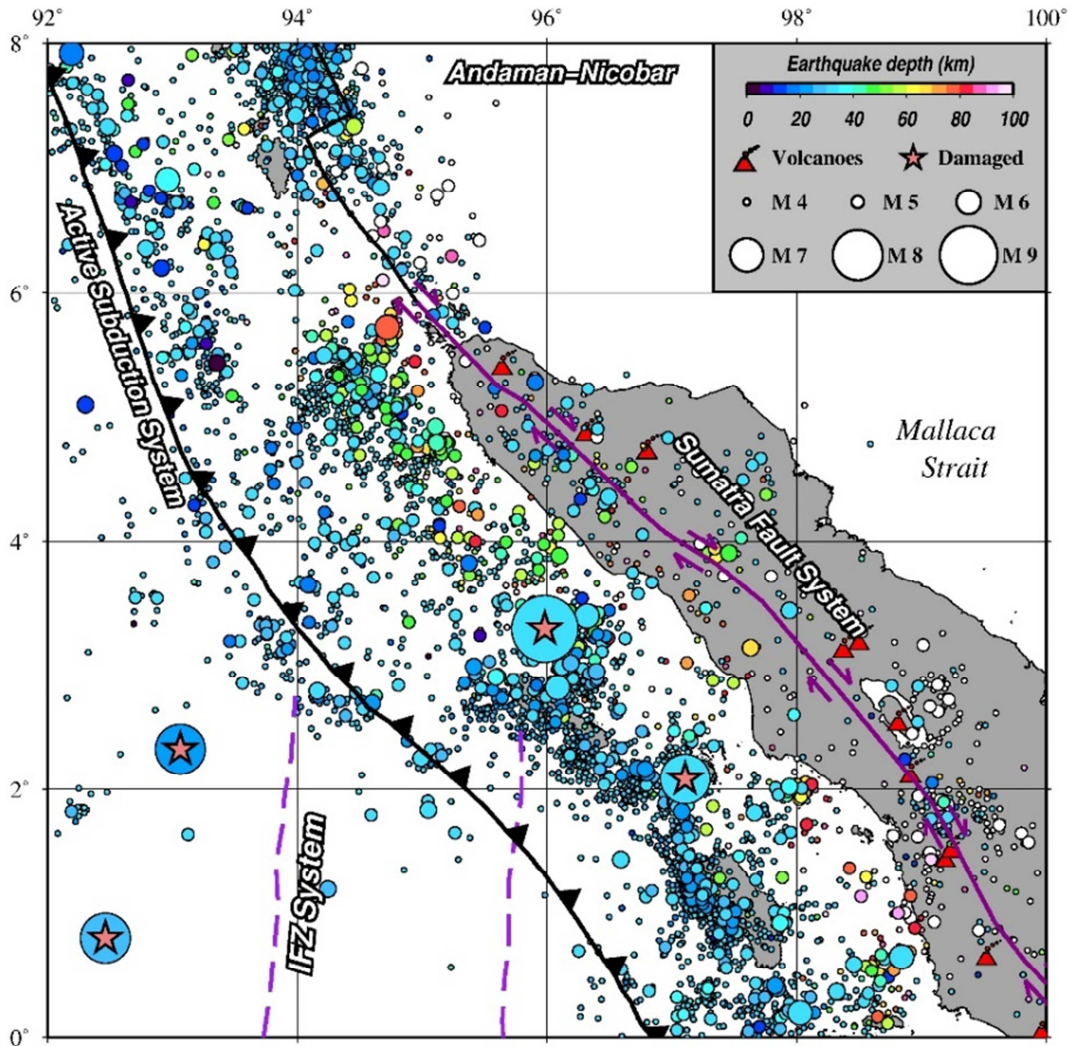 92° 94° 96° 98° 100°
8°
Andaman-Nicobar
Earthquake depth (km)
0 20 40 60 80 100
Volcanoes Damaged
M 4 M 5 M 6
M 7 M 8 M 9
Active Subduction System
6°
Mallaca
Strait
Sumatra Fault System
4°
2°
IFZ System
0°